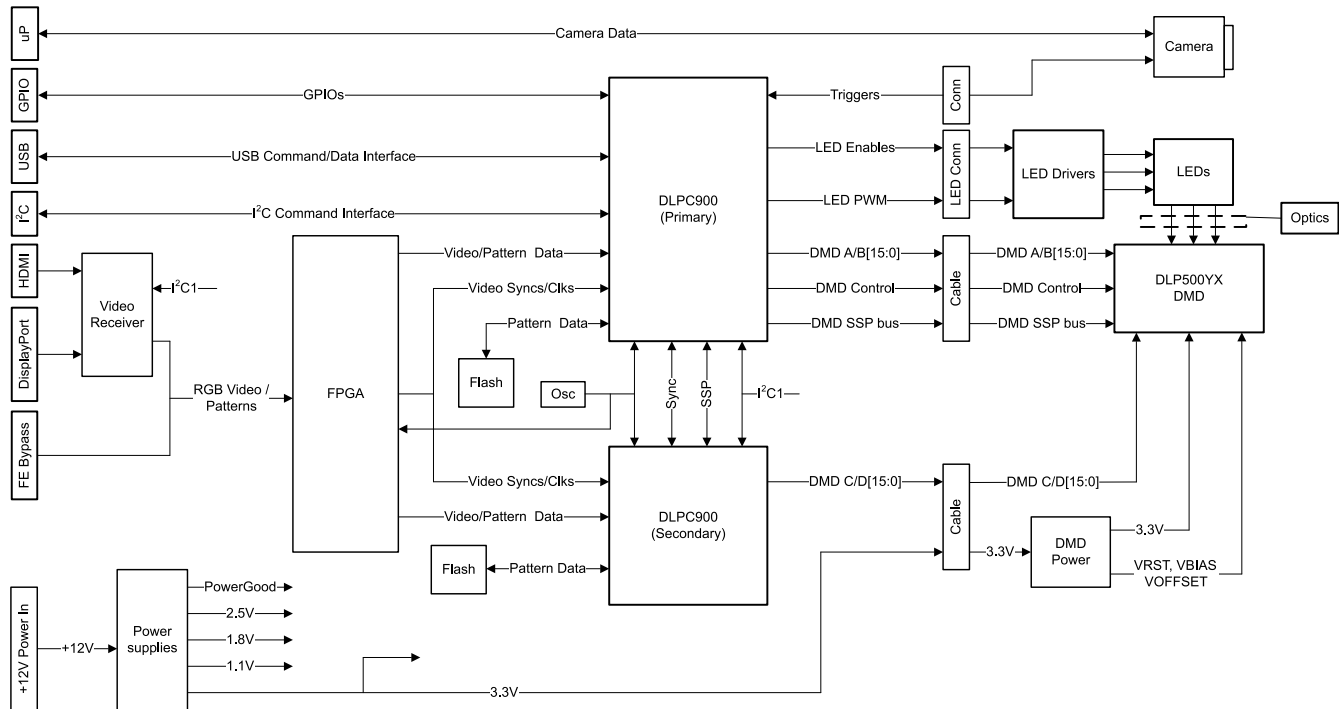 uP
Camera Data
Camera
GPIO
GPIOs
Triggers
Conn
USB
USB Command/Data Interface
LED Enables
LED Conn
LED Drivers
LEDs
DLPC900
(Primary)
LED PWM
I²C
I²C Command Interface
Optics
HDMI
Video
Receiver
I²C1
DisplayPort
FE Bypass
RGB Video /
Patterns
FPGA
Video/Pattern Data
Video Syncs/Clks
Pattern Data
Flash
Osc
Sync
SSP
I²C1
DMD A/B[15:0]
DMD Control
DMD SSP bus
Cable
DMD A/B[15:0]
DMD Control
DMD SSP bus
DLP500YX
DMD
Video Syncs/Clks
Video/Pattern Data
Flash
Pattern Data
DLPC900
(Secondary)
DMD C/D[15:0]
Cable
DMD C/D[15:0]
3.3V
DMD
Power
3.3V
VRST, VBIAS
VOFFSET
+12V Power In
+12V
Power
supplies
PowerGood
2.5V
1.8V
1.1V
3.3V